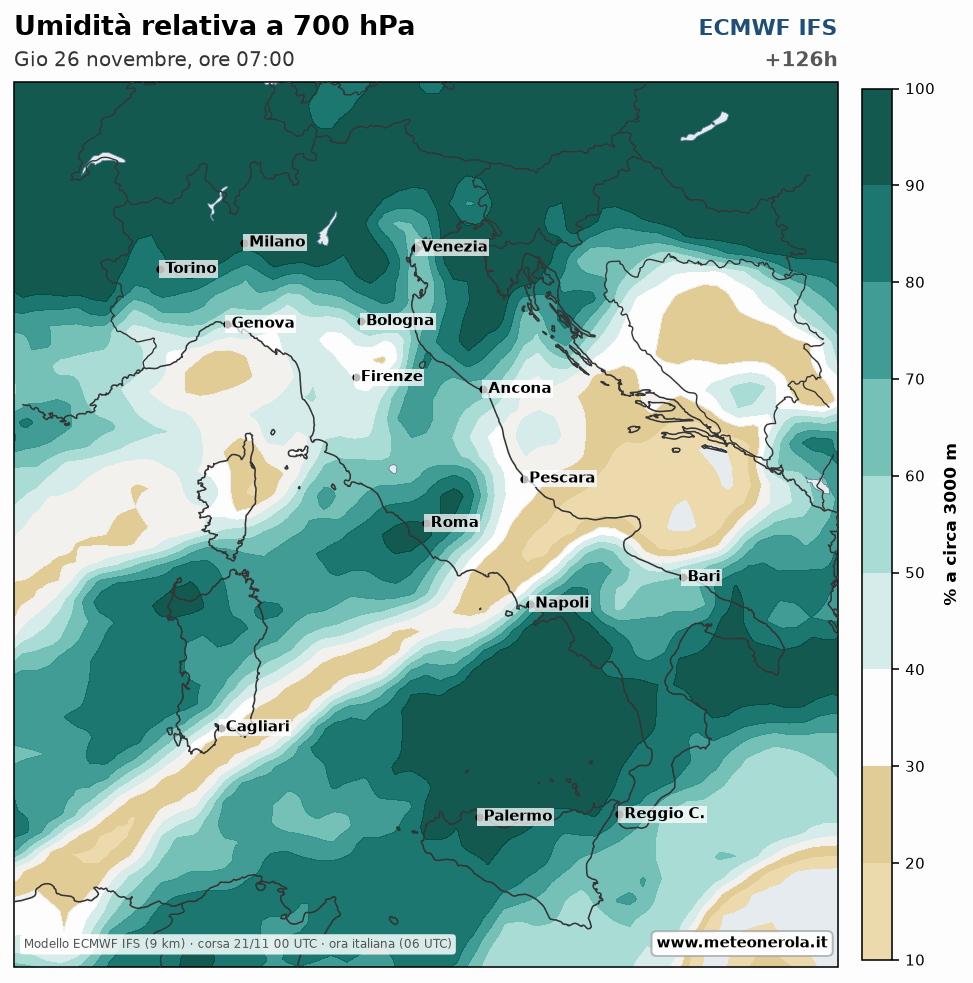 Umidità relativa a 700 hPa
ECMWF IFS
Gio 26 novembre, ore 07:00
+126h
Milano
Venezia
Torino
Genova
Bologna
Firenze
Ancona
Pescara
Roma
Bari
Napoli
Cagliari
Palermo
Reggio C.
100
90
80
70
60
50
40
30
20
10
% a circa 3000 m
Modello ECMWF IFS (9 km) · corsa 21/11 00 UTC · ora italiana (06 UTC)
www.meteonerola.it